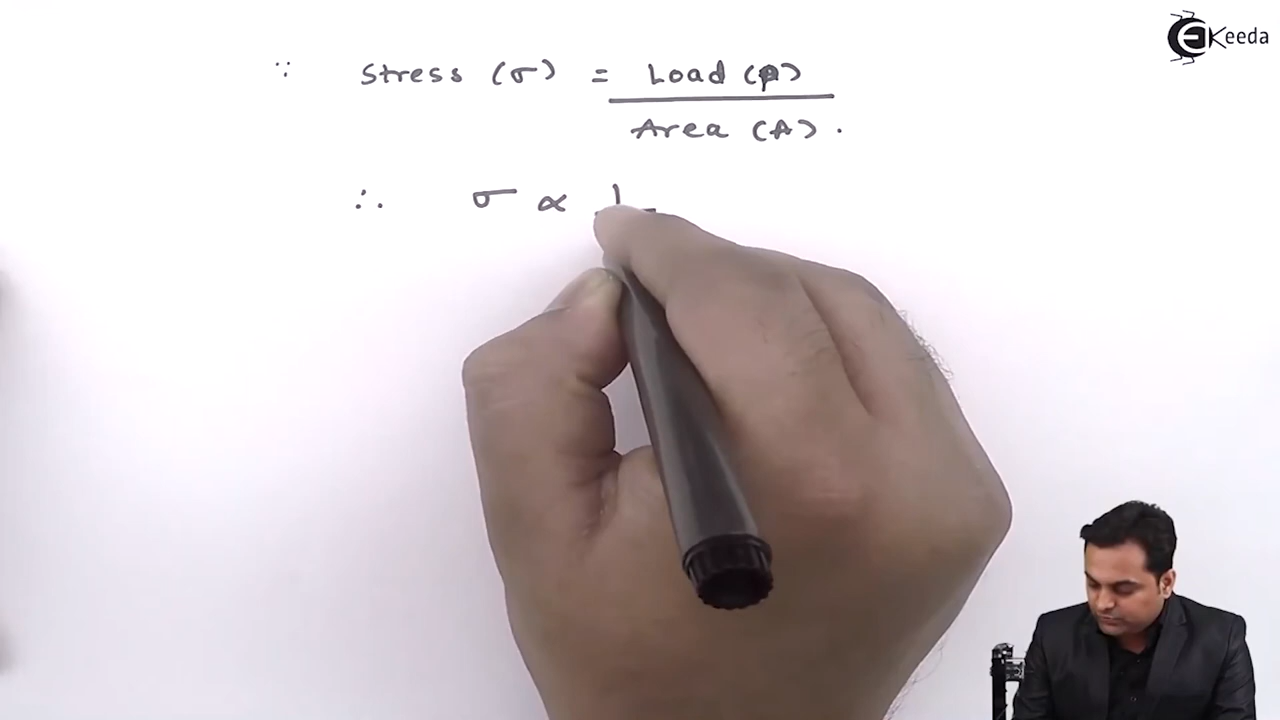 EKeeda
∵ Stress (σ) = Load (P)
Area (A).
∴ σ ∝ 1